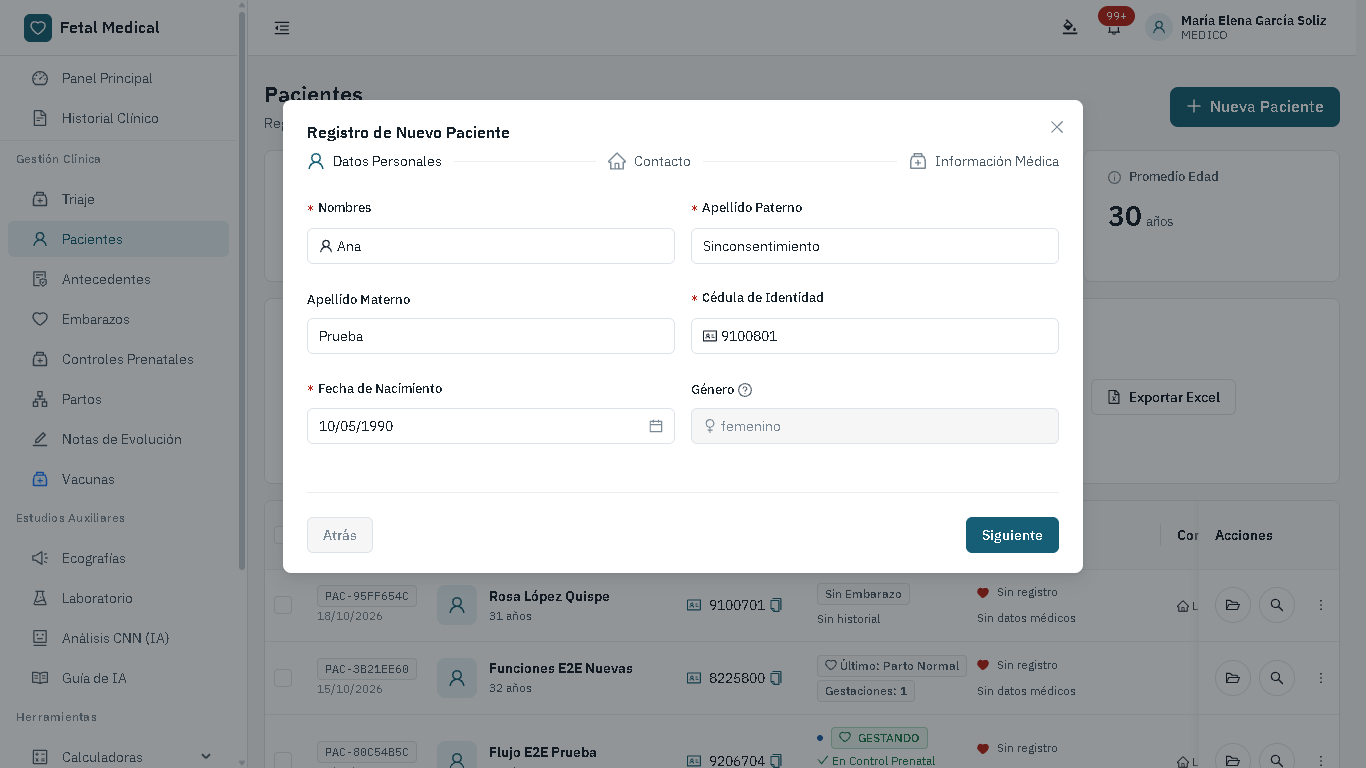 Fetal Medical
99+
María Elena García Soliz
MEDICO
Panel Principal
Historial Clínico
Gestión Clínica
Triaje
Pacientes
Antecedentes
Embarazos
Controles Prenatales
Partos
Notas de Evolución
Vacunas
Estudios Auxiliares
Ecografías
Laboratorio
Análisis CNN (IA)
Guía de IA
Herramientas
Calculadoras
Pacientes
Nueva Paciente
Promedio Edad
30 años
Exportar Excel
Registro de Nuevo Paciente
Datos Personales
Contacto
Información Médica
* Nombres
Ana
* Apellido Paterno
Sinconsentimiento
Apellido Materno
Prueba
* Cédula de Identidad
9100801
* Fecha de Nacimiento
10/05/1990
Género
femenino
Atrás
Siguiente
Acciones
PAC-95FF654C
18/10/2026
Rosa López Quispe
31 años
9100701
Sin Embarazo
Sin historial
Sin registro
Sin datos médicos
PAC-3B21EE60
15/10/2026
Funciones E2E Nuevas
32 años
8225800
Último: Parto Normal
Gestaciones: 1
Sin registro
Sin datos médicos
PAC-80C54B5C
Flujo E2E Prueba
9206704
GESTANDO
En Control Prenatal
Sin registro